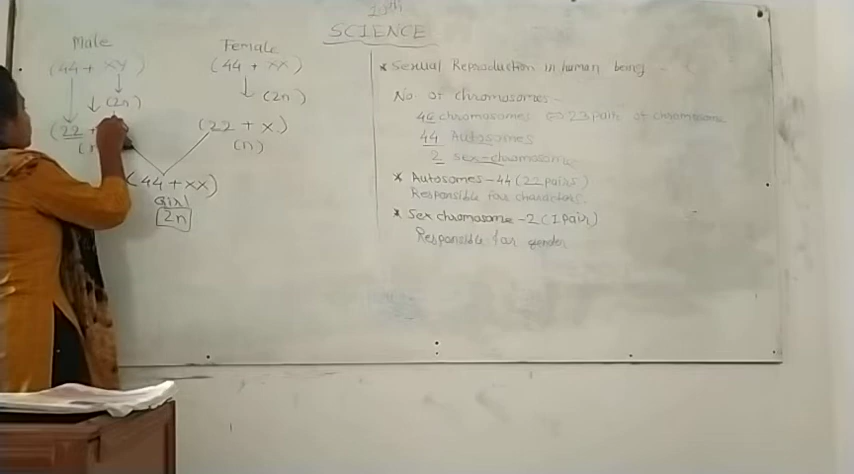 10th
SCIENCE
Male
(44 + xy)
(2n)
(22 +
(n
Female
(44 + xx)
(2n)
(22 + x)
(n)
(44 + xx)
Girl
2n
* Sexual Reproduction in human being -
No. of chromosomes -
46 chromosomes ⇔ 23 pair of chromosome
44 Autosomes
2 sex-chromosome
* Autosomes - 44 (22 pairs)
Responsible for characters.
* Sex chromosome - 2 (1 pair)
Responsible for gender